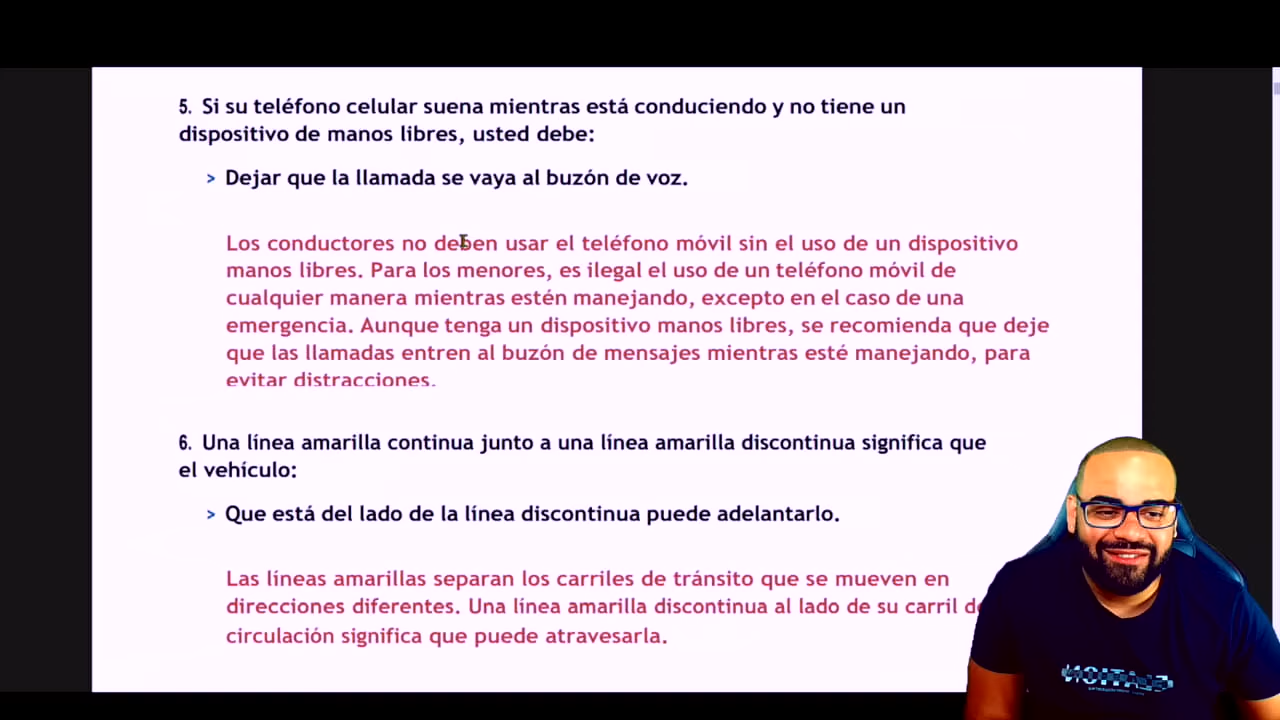 5. Si su teléfono celular suena mientras está conduciendo y no tiene un
dispositivo de manos libres, usted debe:
> Dejar que la llamada se vaya al buzón de voz.
Los conductores no deben usar el teléfono móvil sin el uso de un dispositivo
manos libres. Para los menores, es ilegal el uso de un teléfono móvil de
cualquier manera mientras estén manejando, excepto en el caso de una
emergencia. Aunque tenga un dispositivo manos libres, se recomienda que deje
que las llamadas entren al buzón de mensajes mientras esté manejando, para
evitar distracciones.
6. Una línea amarilla continua junto a una línea amarilla discontinua significa que
el vehículo:
> Que está del lado de la línea discontinua puede adelantarlo.
Las líneas amarillas separan los carriles de tránsito que se mueven en
direcciones diferentes. Una línea amarilla discontinua al lado de su carril
circulación significa que puede atravesarla.